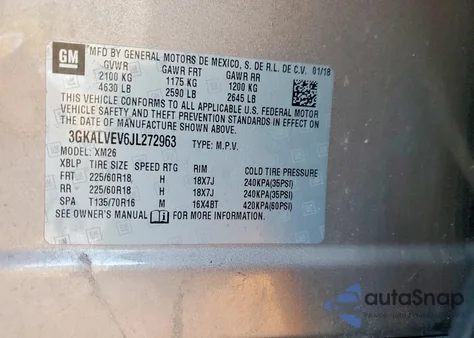 GM
MFD BY GENERAL MOTORS DE MEXICO, S. DE R.L. DE C.V. 01/18
GVWR GAWR FRT GAWR RR
2100 KG 1175 KG 1200 KG
4630 LB 2590 LB 2645 LB
THIS VEHICLE CONFORMS TO ALL APPLICABLE U.S. FEDERAL MOTOR
VEHICLE SAFETY AND THEFT PREVENTION STANDARDS IN EFFECT ON
THE DATE OF MANUFACTURE SHOWN ABOVE.
3GKALVEV6JL272963 TYPE: M.P.V.
MODEL: XM26
XBLP TIRE SIZE SPEED RTG RIM COLD TIRE PRESSURE
FRT 225/60R18 H 18X7J 240KPA(35PSI)
RR 225/60R18 H 18X7J 240KPA(35PSI)
SPA T135/70R16 M 16X4BT 420KPA(60PSI)
SEE OWNER'S MANUAL FOR MORE INFORMATION.
autoSnap